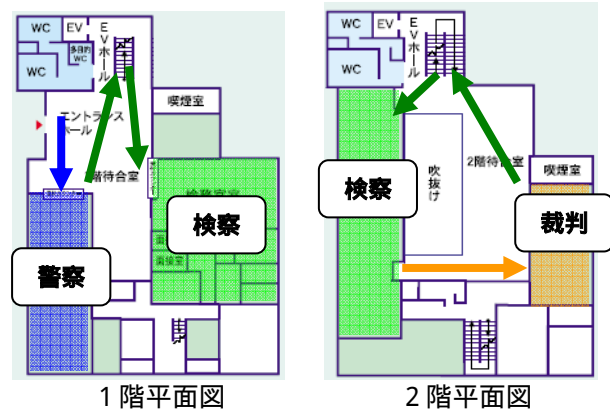 WC
EV
EVホール
多目的
WC
WC
エントランス
ホール
喫煙室
階待合室
検察
面接室
警察
1階平面図
WC
EV
EVホール
WC
吹抜け
2階待合室
喫煙室
検察
裁判
2階平面図